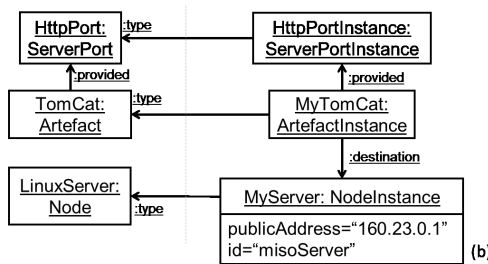 HttpPort:
ServerPort
:type
HttpPortInstance:
ServerPortInstance
:provided
:provided
TomCat:
Artefact
:type
MyTomCat:
ArtefactInstance
:destination
LinuxServer:
Node
:type
MyServer: NodeInstance
publicAddress=“160.23.0.1”
id=“misoServer”
(b)